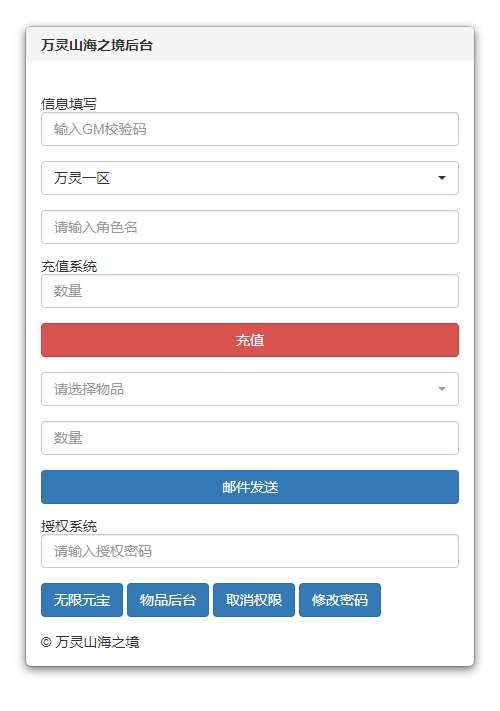 万灵山海之境后台
信息填写
输入GM校验码
万灵一区
请输入角色名
充值系统
数量
充值
请选择物品
数量
邮件发送
授权系统
请输入授权密码
无限元宝 物品后台 取消权限 修改密码
© 万灵山海之境